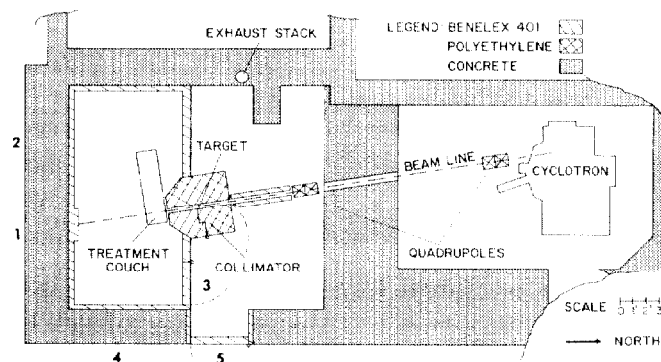 EXHAUST STACK
LEGEND: BENELEX 401
POLYETHYLENE
CONCRETE
2
TARGET
BEAM LINE
CYCLOTRON
1
TREATMENT
COUCH
COLLIMATOR
QUADRUPOLES
3
SCALE
0 1 2 3
NORTH
4
5